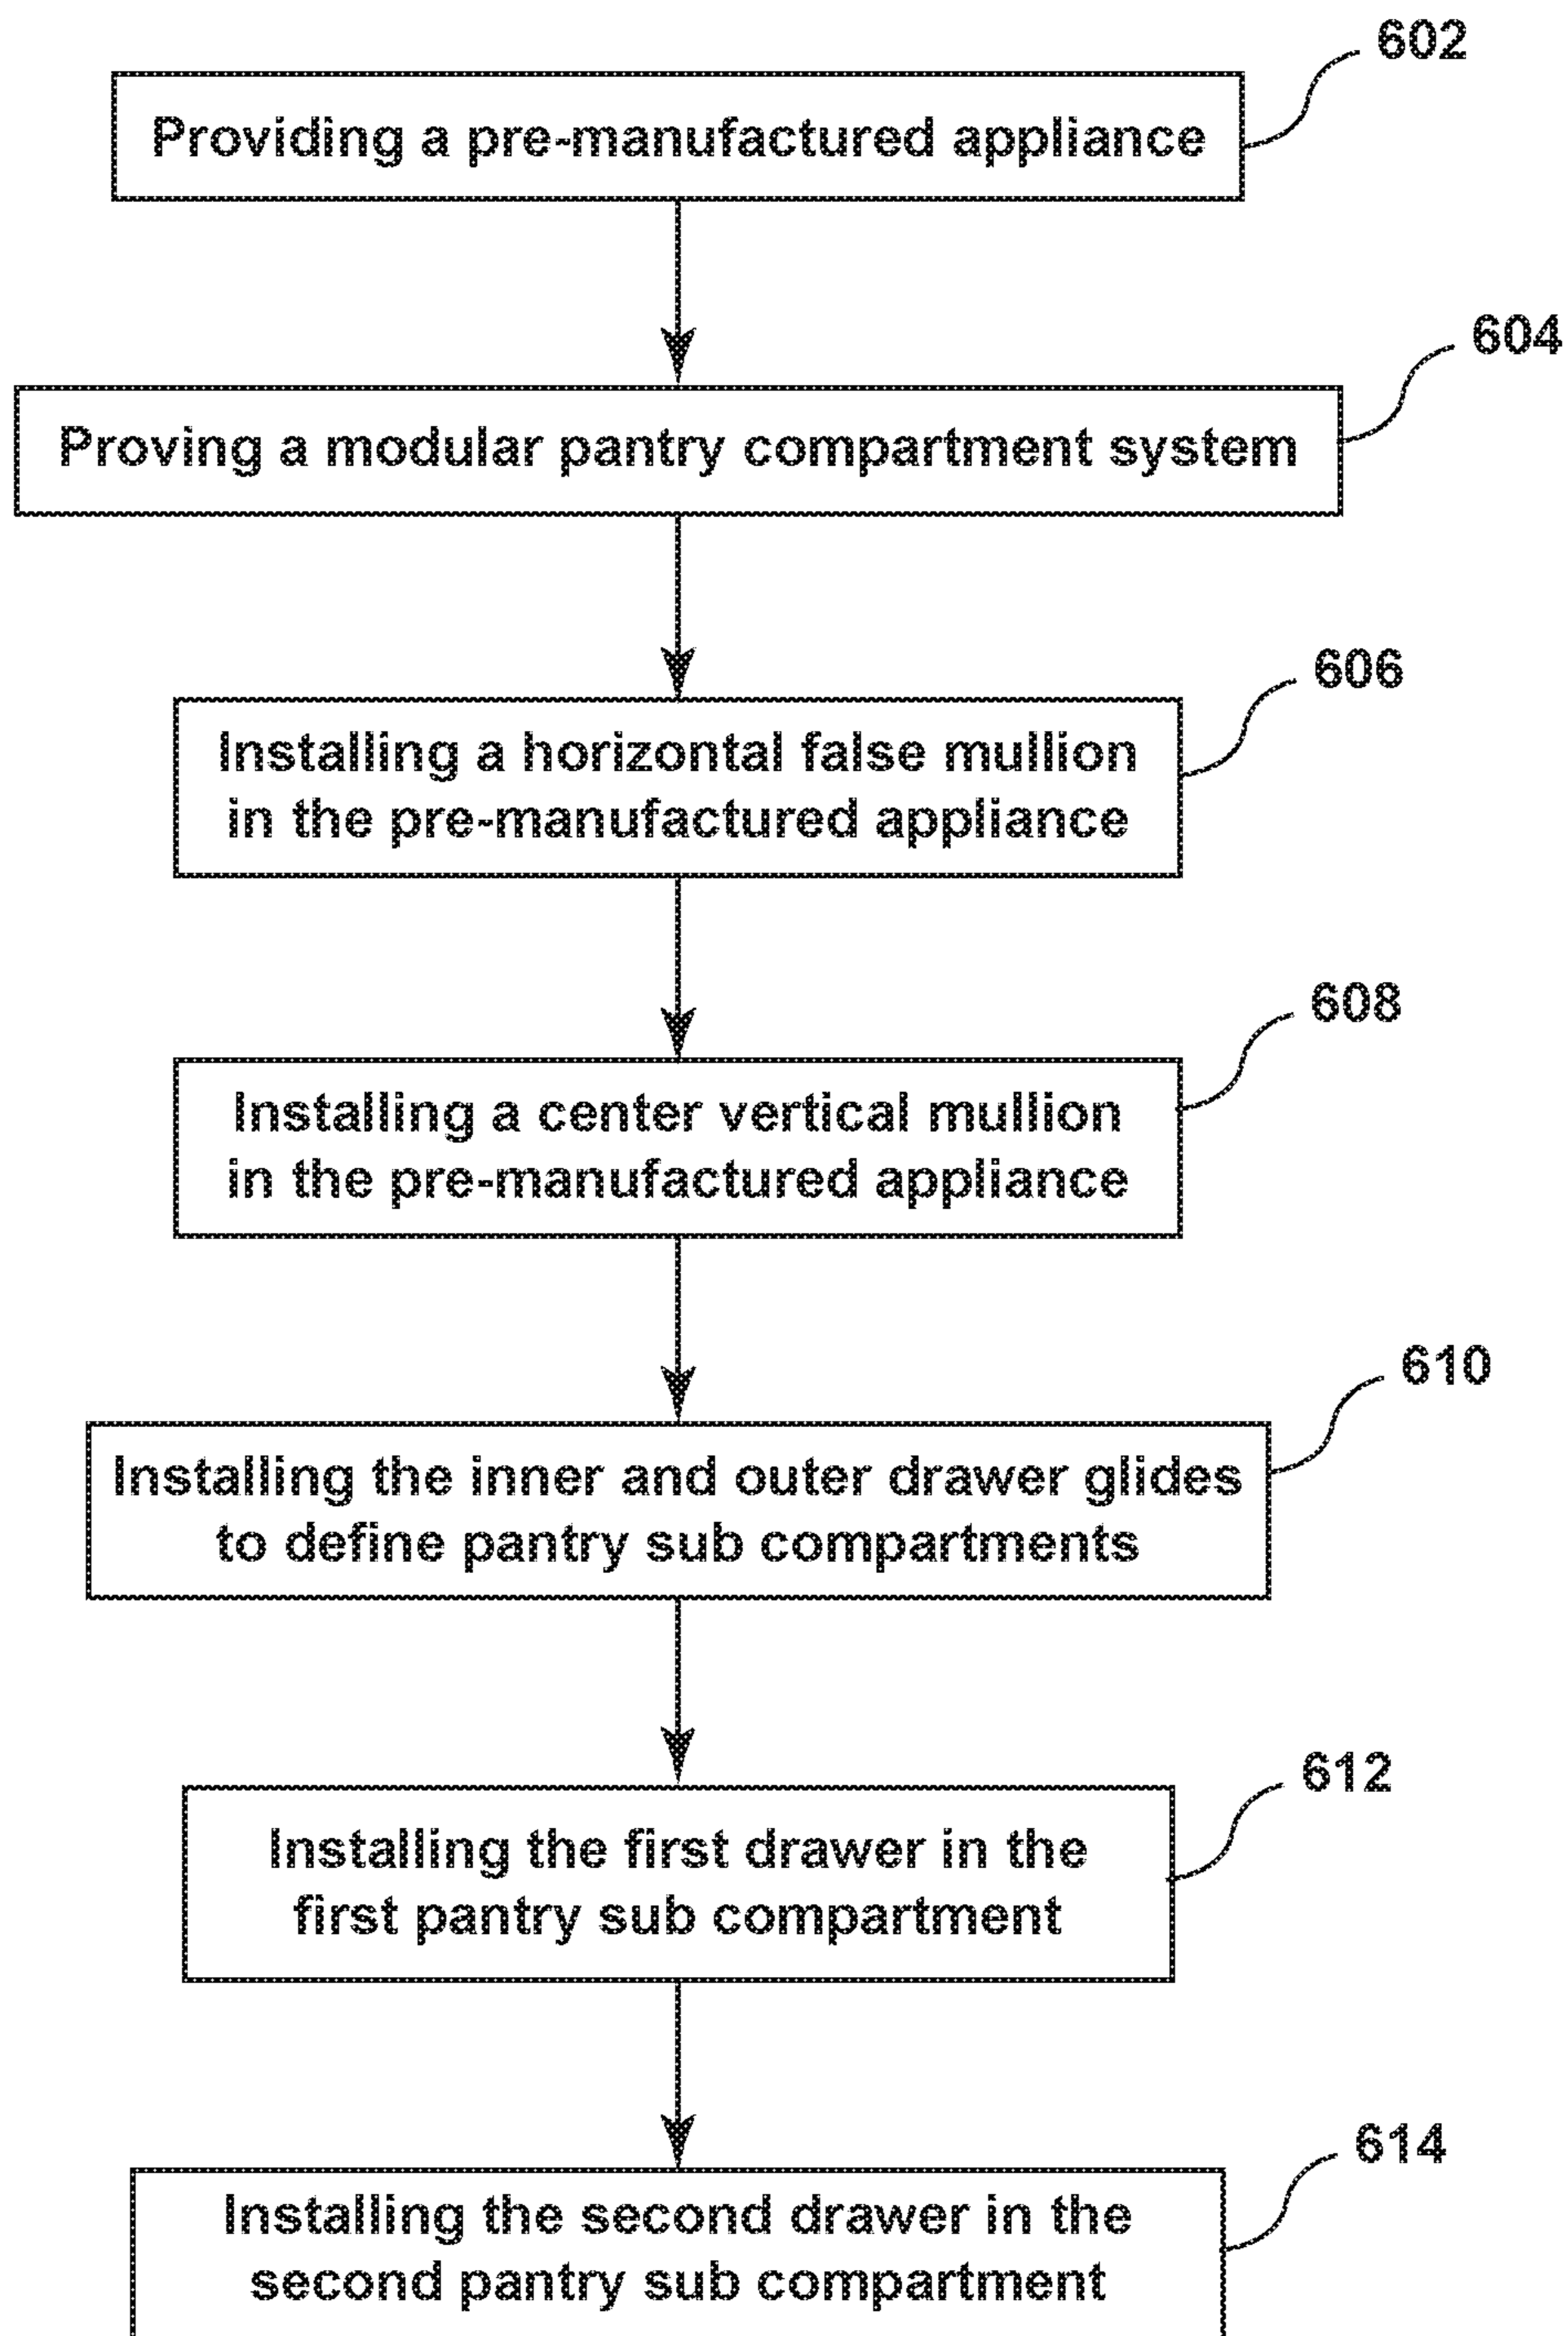 602
Providing a pre-manufactured appliance
604
Proving a modular pantry compartment system
606
Installing a horizontal false mullion
in the pre-manufactured appliance
608
Installing a center vertical mullion
in the pre-manufactured appliance
610
Installing the inner and outer drawer glides
to define pantry sub compartments
612
Installing the first drawer in the
first pantry sub compartment
614
Installing the second drawer in the
second pantry sub compartment